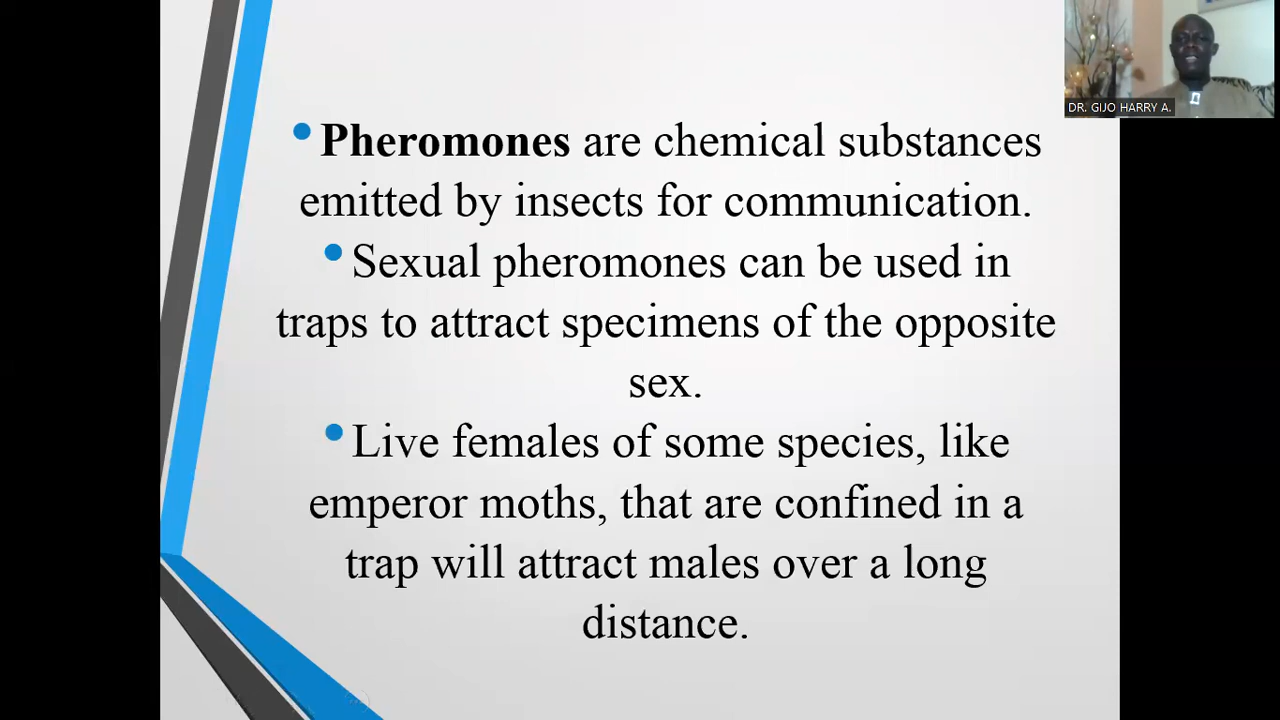 DR. GIJO HARRY A.
• Pheromones are chemical substances
emitted by insects for communication.
• Sexual pheromones can be used in
traps to attract specimens of the opposite
sex.
• Live females of some species, like
emperor moths, that are confined in a
trap will attract males over a long
distance.